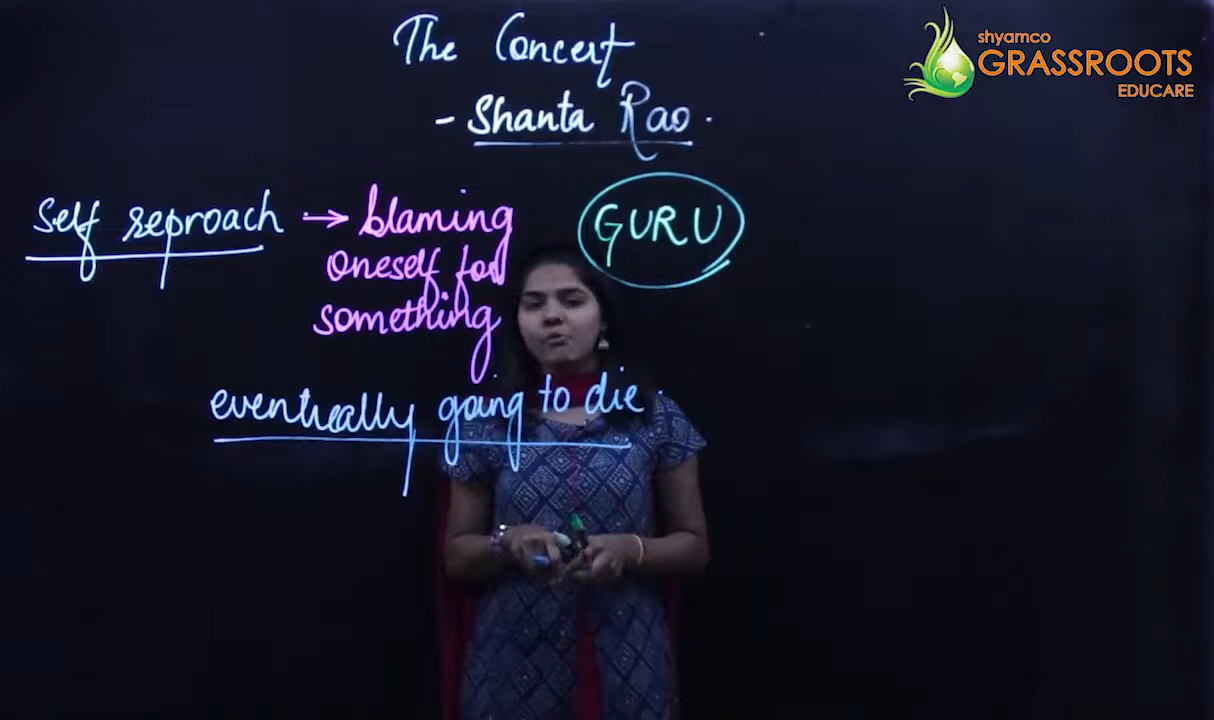 The Concert
- Shanta Rao.
shyamco
GRASSROOTS
EDUCARE
Self reproach → blaming
oneself for
something
GURU
eventually going to die.